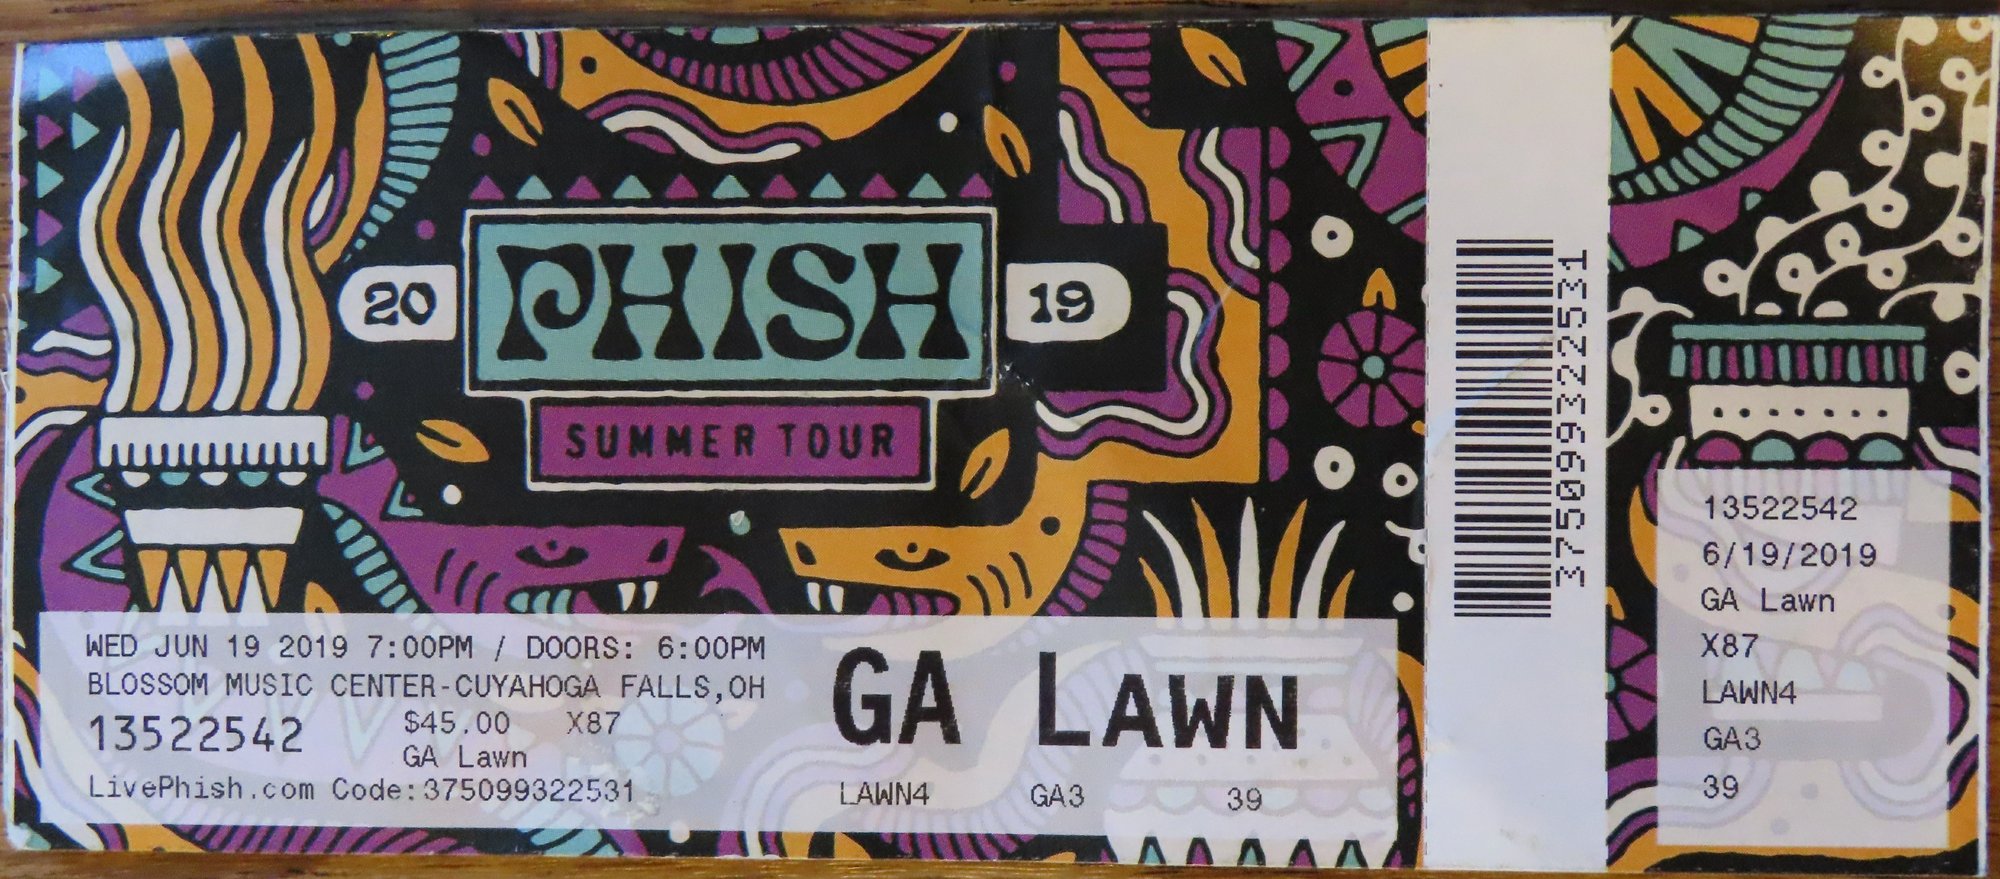 20 PHISH 19
SUMMER TOUR
WED JUN 19 2019 7:00PM / DOORS: 6:00PM
BLOSSOM MUSIC CENTER-CUYAHOGA FALLS,OH
13522542 $45.00 X87
GA Lawn
LivePhish.com Code:375099322531
GA LAWN
LAWN4 GA3 39
375099322531
13522542
6/19/2019
GA Lawn
X87
LAWN4
GA3
39